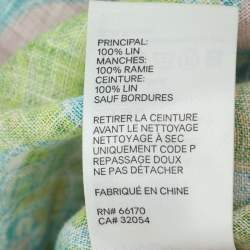 PRINCIPAL:
100% LIN
MANCHES:
100% RAMIE
CEINTURE:
100% LIN
SAUF BORDURES
RETIRER LA CEINTURE
AVANT LE NETTOYAGE
NETTOYAGE À SEC
UNIQUEMENT CODE P
REPASSAGE DOUX
NE PAS DÉTACHER
FABRIQUÉ EN CHINE
RN# 66170
CA# 32054